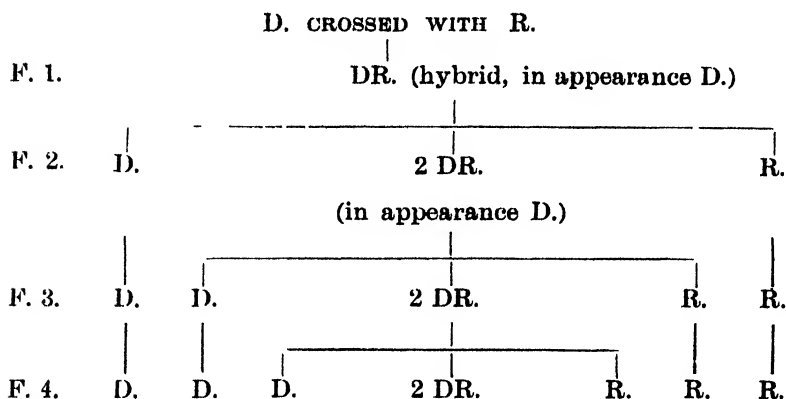 D. CROSSED WITH R.
F. 1. DR. (hybrid, in appearance D.)
F. 2. D. 2 DR. R.
(in appearance D.)
F. 3. D. D. 2 DR. R. R.
F. 4. D. D. D. 2 DR. R. R. R.